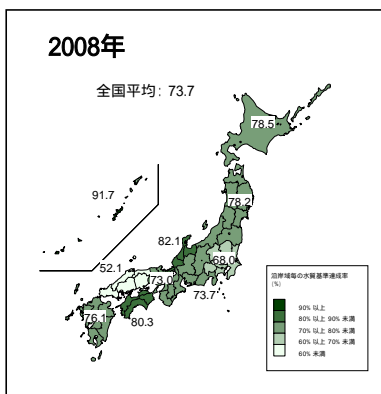 2008年
全国平均: 73.7
78.5
91.7
78.2
82.1
52.1
73.0
68.0
73.7
76.1
80.3
沿岸域毎の水質基準達成率
(%)
90% 以上
80% 以上 90% 未満
70% 以上 80% 未満
60% 以上 70% 未満
60% 未満